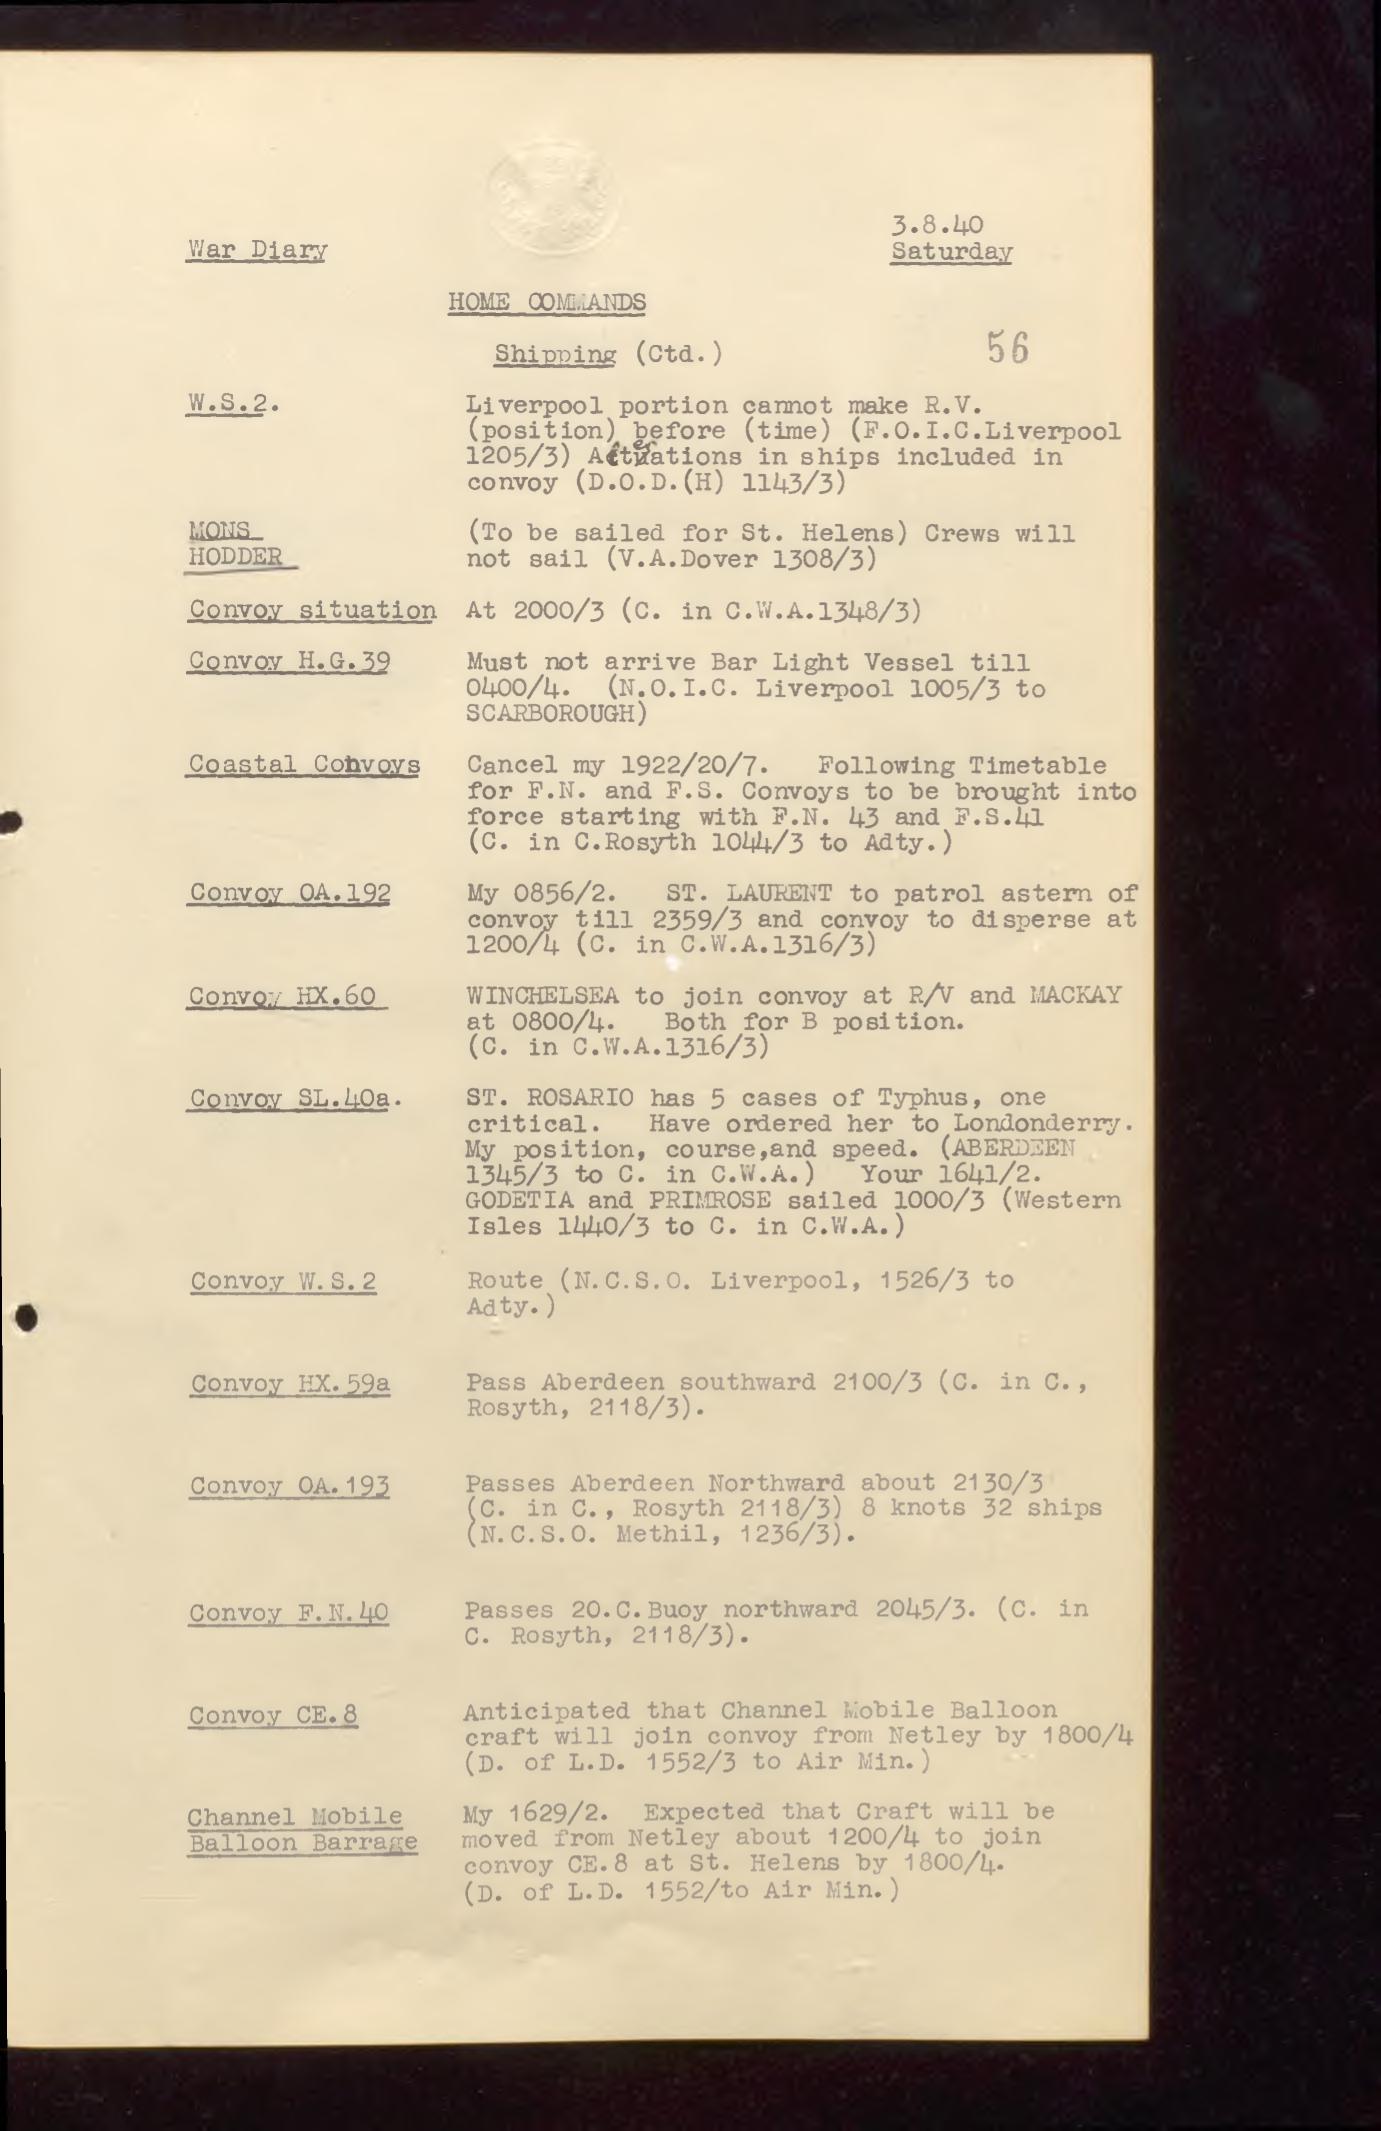 3.8.40
War Diary Saturday
HOME COMMANDS
Shipping (Ctd.) 56
W.S.2. Liverpool portion cannot make R.V.
(position) before (time) (F.O.I.C.Liverpool
1205/3) Alterations in ships included in
convoy (D.O.D.(H) 1143/3)
MONS (To be sailed for St. Helens) Crews will
HODDER not sail (V.A.Dover 1308/3)
Convoy situation At 2000/3 (C. in C.W.A.1348/3)
Convoy H.G.39 Must not arrive Bar Light Vessel till
0400/4. (N.O.I.C. Liverpool 1005/3 to
SCARBOROUGH)
Coastal Convoys Cancel my 1922/20/7. Following Timetable
for F.N. and F.S. Convoys to be brought into
force starting with F.N. 43 and F.S.41
(C. in C.Rosyth 1044/3 to Adty.)
Convoy OA.192 My 0856/2. ST. LAURENT to patrol astern of
convoy till 2359/3 and convoy to disperse at
1200/4 (C. in C.W.A.1316/3)
Convoy HX.60 WINCHELSEA to join convoy at R/V and MACKAY
at 0800/4. Both for B position.
(C. in C.W.A.1316/3)
Convoy SL.40a. ST. ROSARIO has 5 cases of Typhus, one
critical. Have ordered her to Londonderry.
My position, course,and speed. (ABERDEEN
1345/3 to C. in C.W.A.) Your 1641/2.
GODETIA and PRIMROSE sailed 1000/3 (Western
Isles 1440/3 to C. in C.W.A.)
Convoy W.S.2 Route (N.C.S.O. Liverpool, 1526/3 to
Adty.)
Convoy HX.59a Pass Aberdeen southward 2100/3 (C. in C.,
Rosyth, 2118/3).
Convoy OA.193 Passes Aberdeen Northward about 2130/3
(C. in C., Rosyth 2118/3) 8 knots 32 ships
(N.C.S.O. Methil, 1236/3).
Convoy F.N.40 Passes 20.C.Buoy northward 2045/3. (C. in
C. Rosyth, 2118/3).
Convoy CE.8 Anticipated that Channel Mobile Balloon
craft will join convoy from Netley by 1800/4
(D. of L.D. 1552/3 to Air Min.)
Channel Mobile My 1629/2. Expected that Craft will be
Balloon Barrage moved from Netley about 1200/4 to join
convoy CE.8 at St. Helens by 1800/4.
(D. of L.D. 1552/to Air Min.)